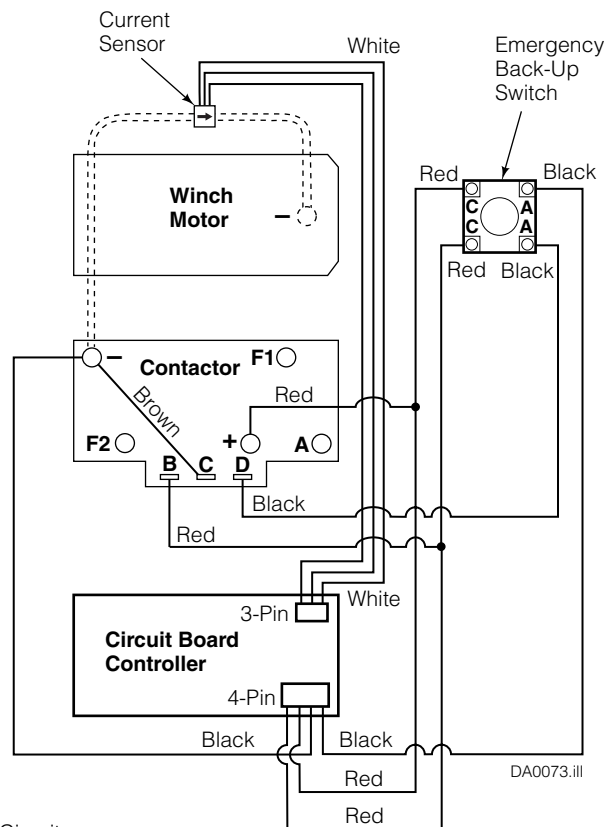 Current
Sensor
White
Emergency
Back-Up
Switch
Winch
Motor
−
Red
Black
C
A
C
A
Red
Black
−
Contactor
F1
Brown
Red
F2
+
A
B
C
D
Black
Red
3-Pin
White
Circuit Board
Controller
4-Pin
Black
Black
DA0073.ill
Red
Red